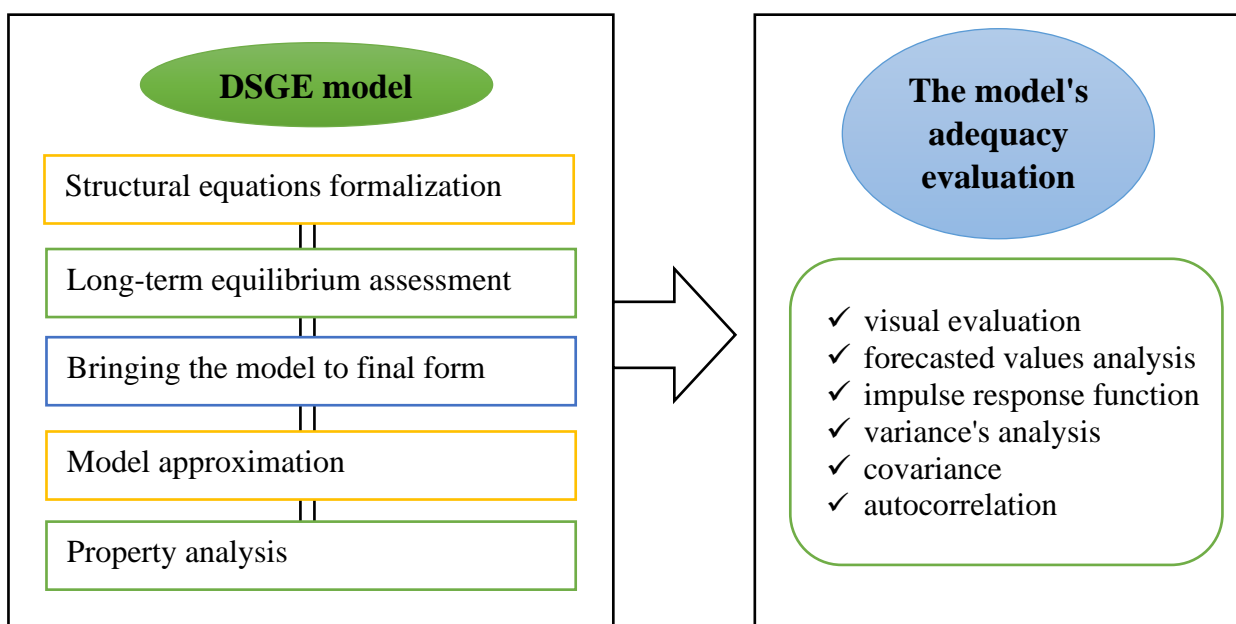 DSGE model
Structural equations formalization
Long-term equilibrium assessment
Bringing the model to final form
Model approximation
Property analysis
The model's
adequacy
evaluation
✓ visual evaluation
✓ forecasted values analysis
✓ impulse response function
✓ variance's analysis
✓ covariance
✓ autocorrelation